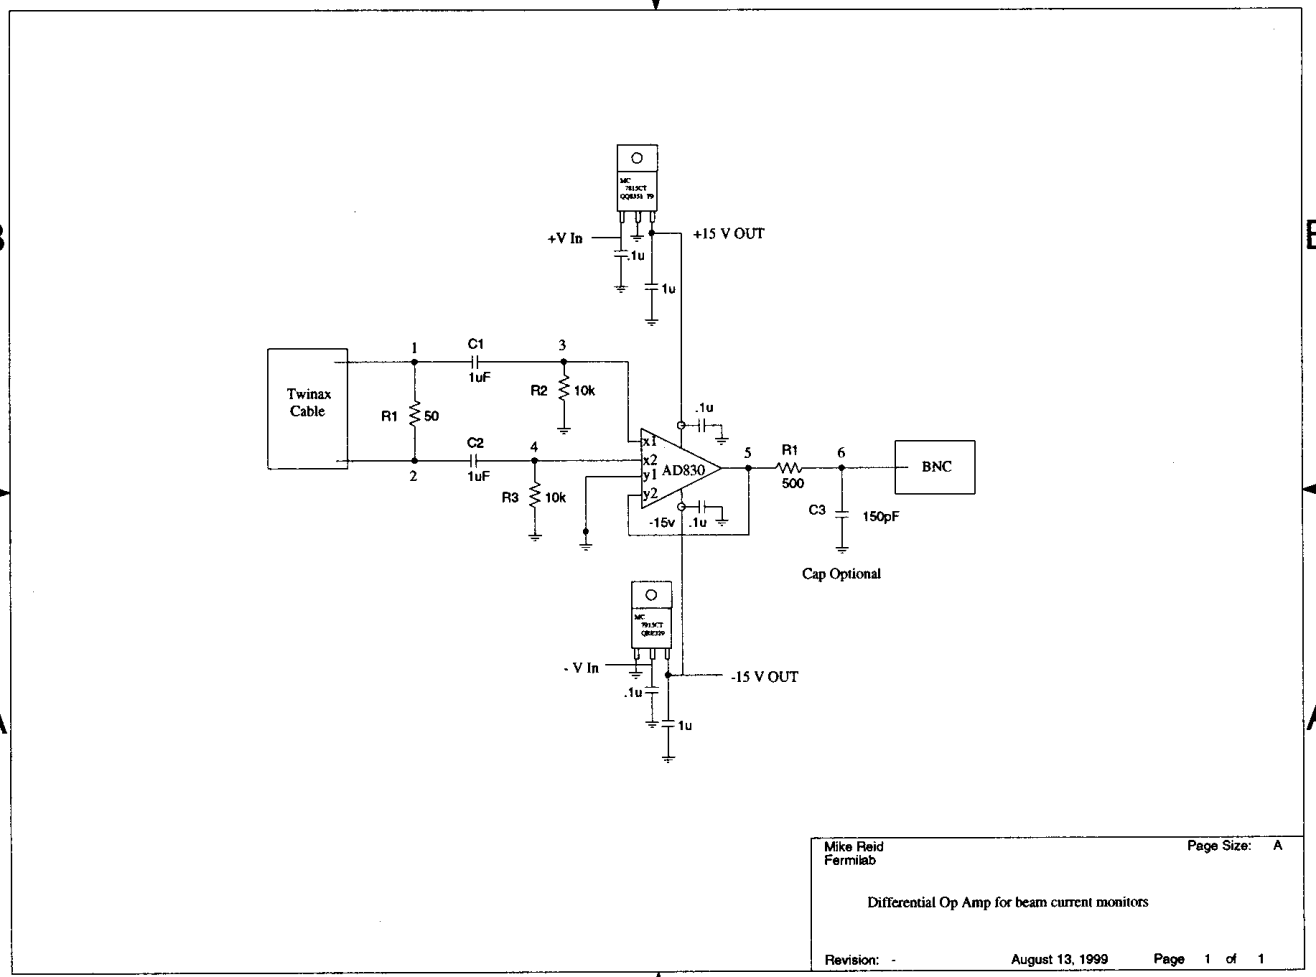 B
B
MC
7815CT
+V In
+15 V OUT
.1u
1u
Twinax
Cable
1
C1
1uF
3
R2
10k
R1
50
2
C2
1uF
4
R3
10k
x1
x2
y1
y2
AD830
.1u
-15v
.1u
5
R1
500
6
BNC
C3
150pF
Cap Optional
MC
7915CT
- V In
-15 V OUT
.1u
1u
A
A
Mike Reid
Fermilab
Page Size: A
Differential Op Amp for beam current monitors
Revision: -
August 13, 1999
Page 1 of 1